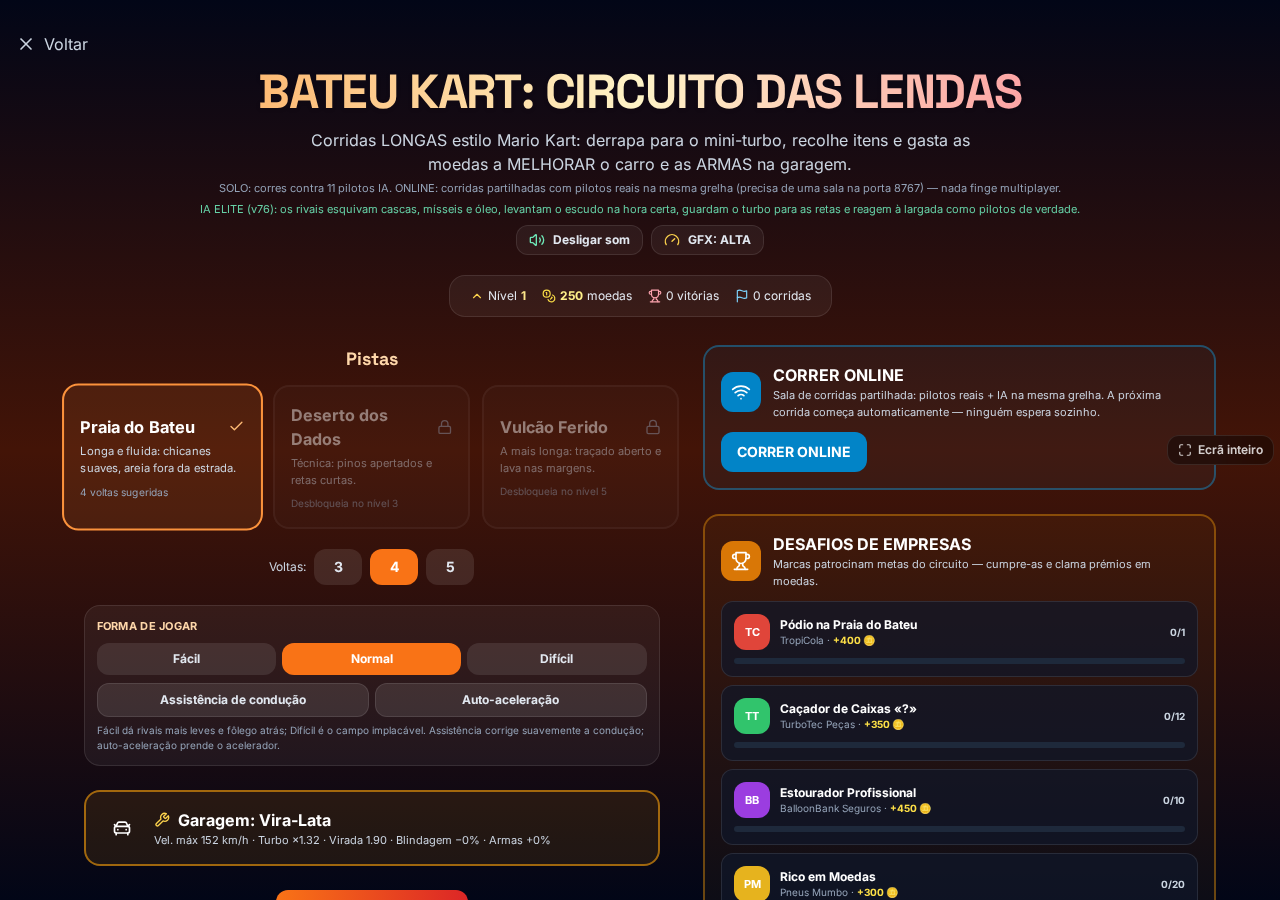 Voltar
BATEU KART: CIRCUITO DAS LENDAS
Corridas LONGAS estilo Mario Kart: derrapa para o mini-turbo, recolhe itens e gasta as
moedas a MELHORAR o carro e as ARMAS na garagem.
SOLO: corres contra 11 pilotos IA. ONLINE: corridas partilhadas com pilotos reais na mesma grelha (precisa de uma sala na porta 8767) — nada finge multiplayer.
IA ELITE (v76): os rivais esquivam cascas, mísseis e óleo, levantam o escudo na hora certa, guardam o turbo para as retas e reagem à largada como pilotos de verdade.
Desligar som
GFX: ALTA
Nível 1
250 moedas
0 vitórias
0 corridas
Pistas
Praia do Bateu
Longa e fluida: chicanes
suaves, areia fora da estrada.
4 voltas sugeridas
Deserto dos
Dados
Técnica: pinos apertados e
retas curtas.
Desbloqueia no nível 3
Vulcão Ferido
A mais longa: traçado aberto e
lava nas margens.
Desbloqueia no nível 5
Voltas:
3
4
5
FORMA DE JOGAR
Fácil
Normal
Difícil
Assistência de condução
Auto-aceleração
Fácil dá rivais mais leves e fôlego atrás; Difícil é o campo implacável. Assistência corrige suavemente a condução;
auto-aceleração prende o acelerador.
Garagem: Vira-Lata
Vel. máx 152 km/h · Turbo ×1.32 · Virada 1.90 · Blindagem −0% · Armas +0%
CORRER ONLINE
Sala de corridas partilhada: pilotos reais + IA na mesma grelha. A próxima
corrida começa automaticamente — ninguém espera sozinho.
CORRER ONLINE
Ecrã inteiro
DESAFIOS DE EMPRESAS
Marcas patrocinam metas do circuito — cumpre-as e clama prémios em
moedas.
TC
Pódio na Praia do Bateu
TropiCola · +400
0/1
TT
Caçador de Caixas «?»
TurboTec Peças · +350
0/12
BB
Estourador Profissional
BalloonBank Seguros · +450
0/10
PM
Rico em Moedas
Pneus Mumbo · +300
0/20